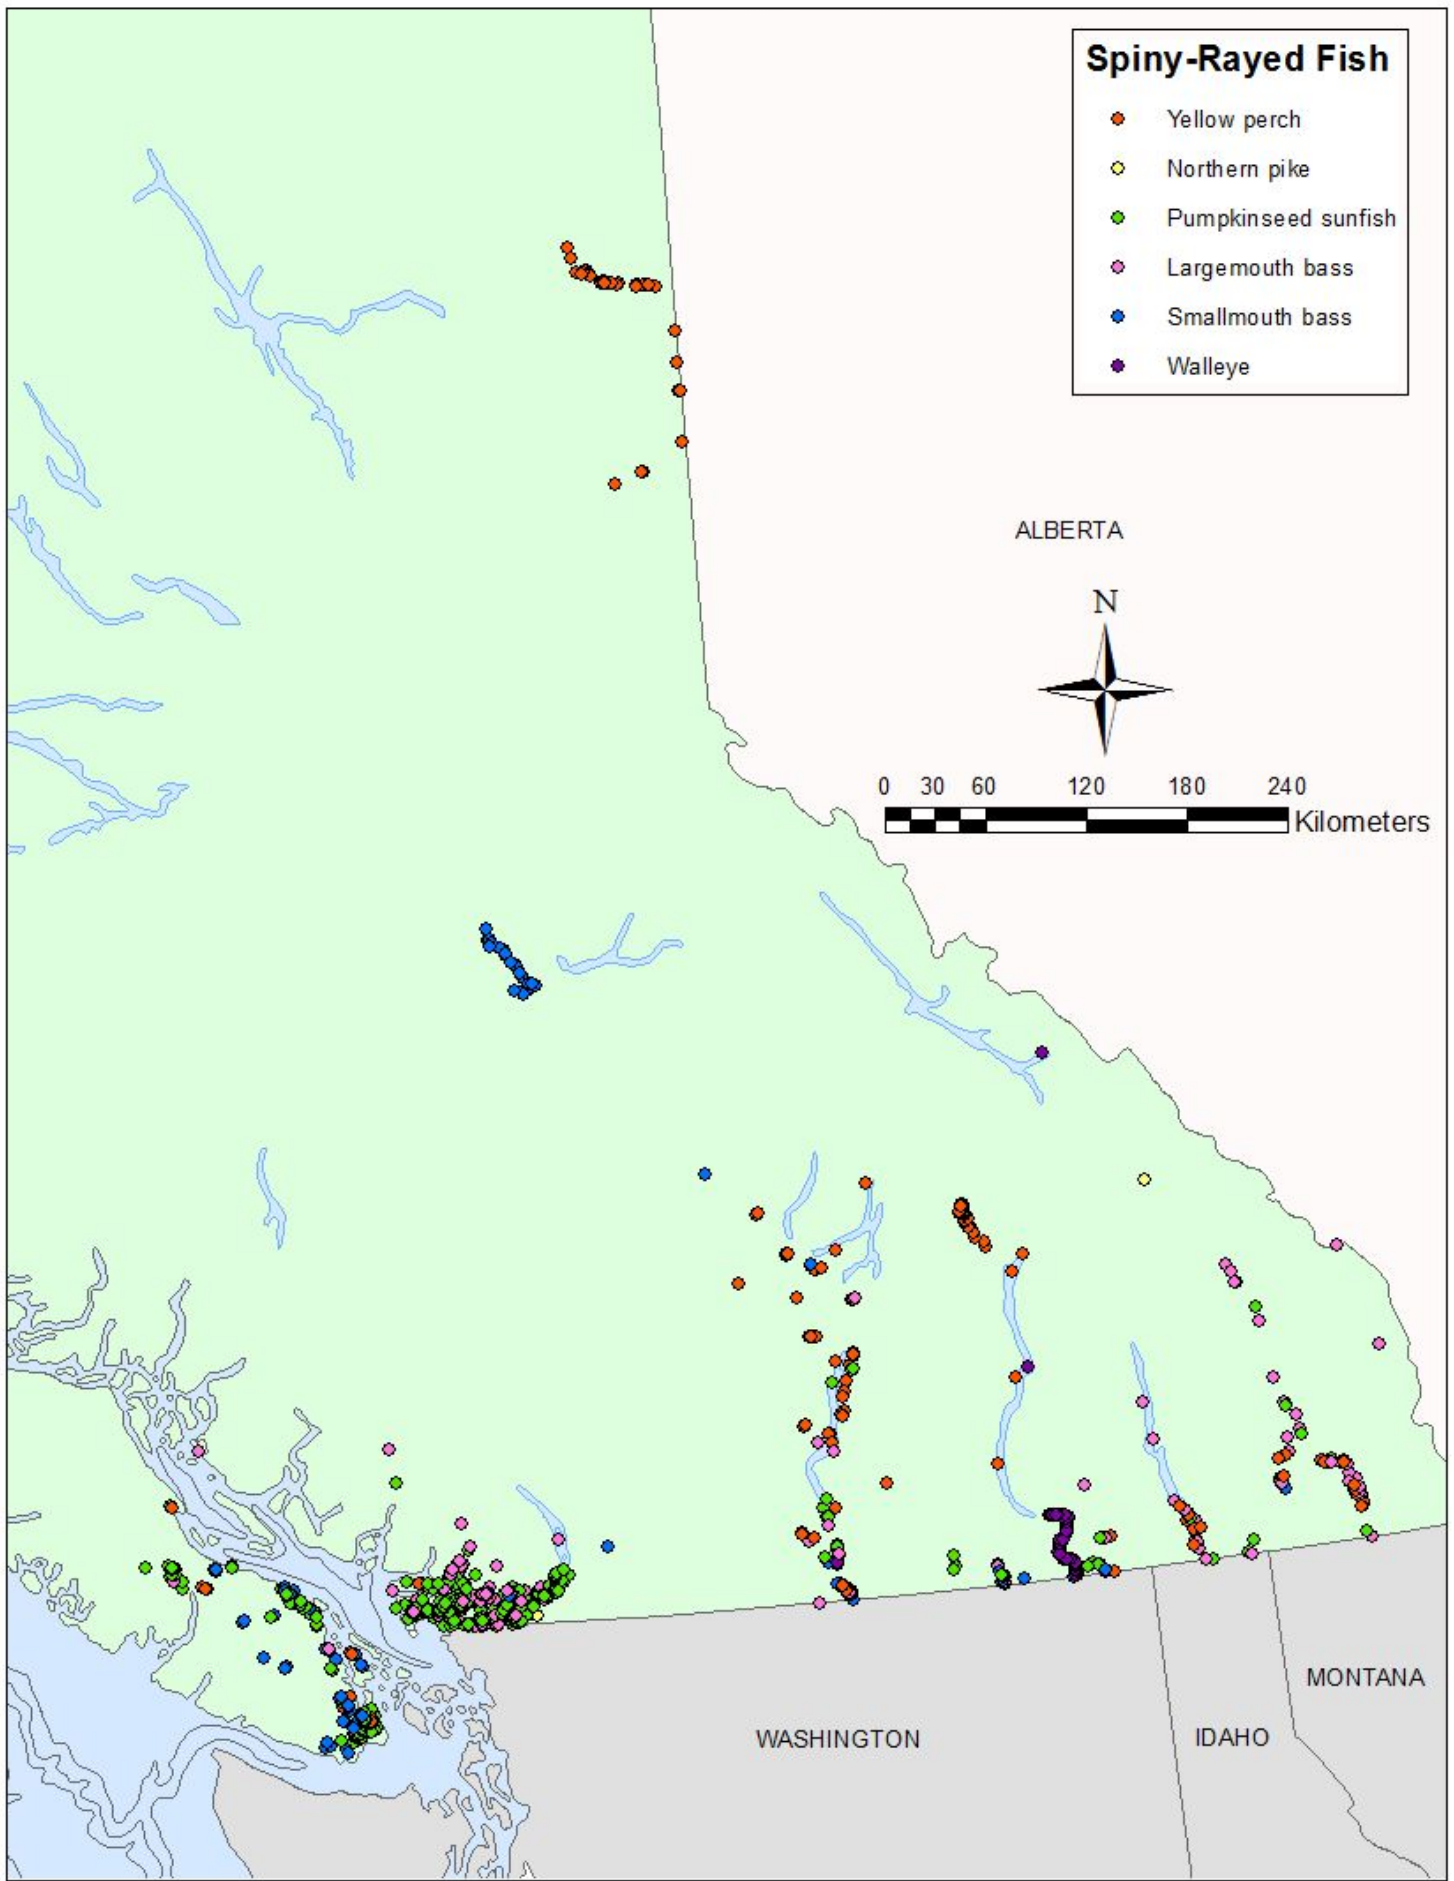 Spiny-Rayed Fish
Yellow perch
Northern pike
Pumpkinseed sunfish
Largemouth bass
Smallmouth bass
Walleye
ALBERTA
N
0 30 60 120 180 240
Kilometers
MONTANA
WASHINGTON
IDAHO